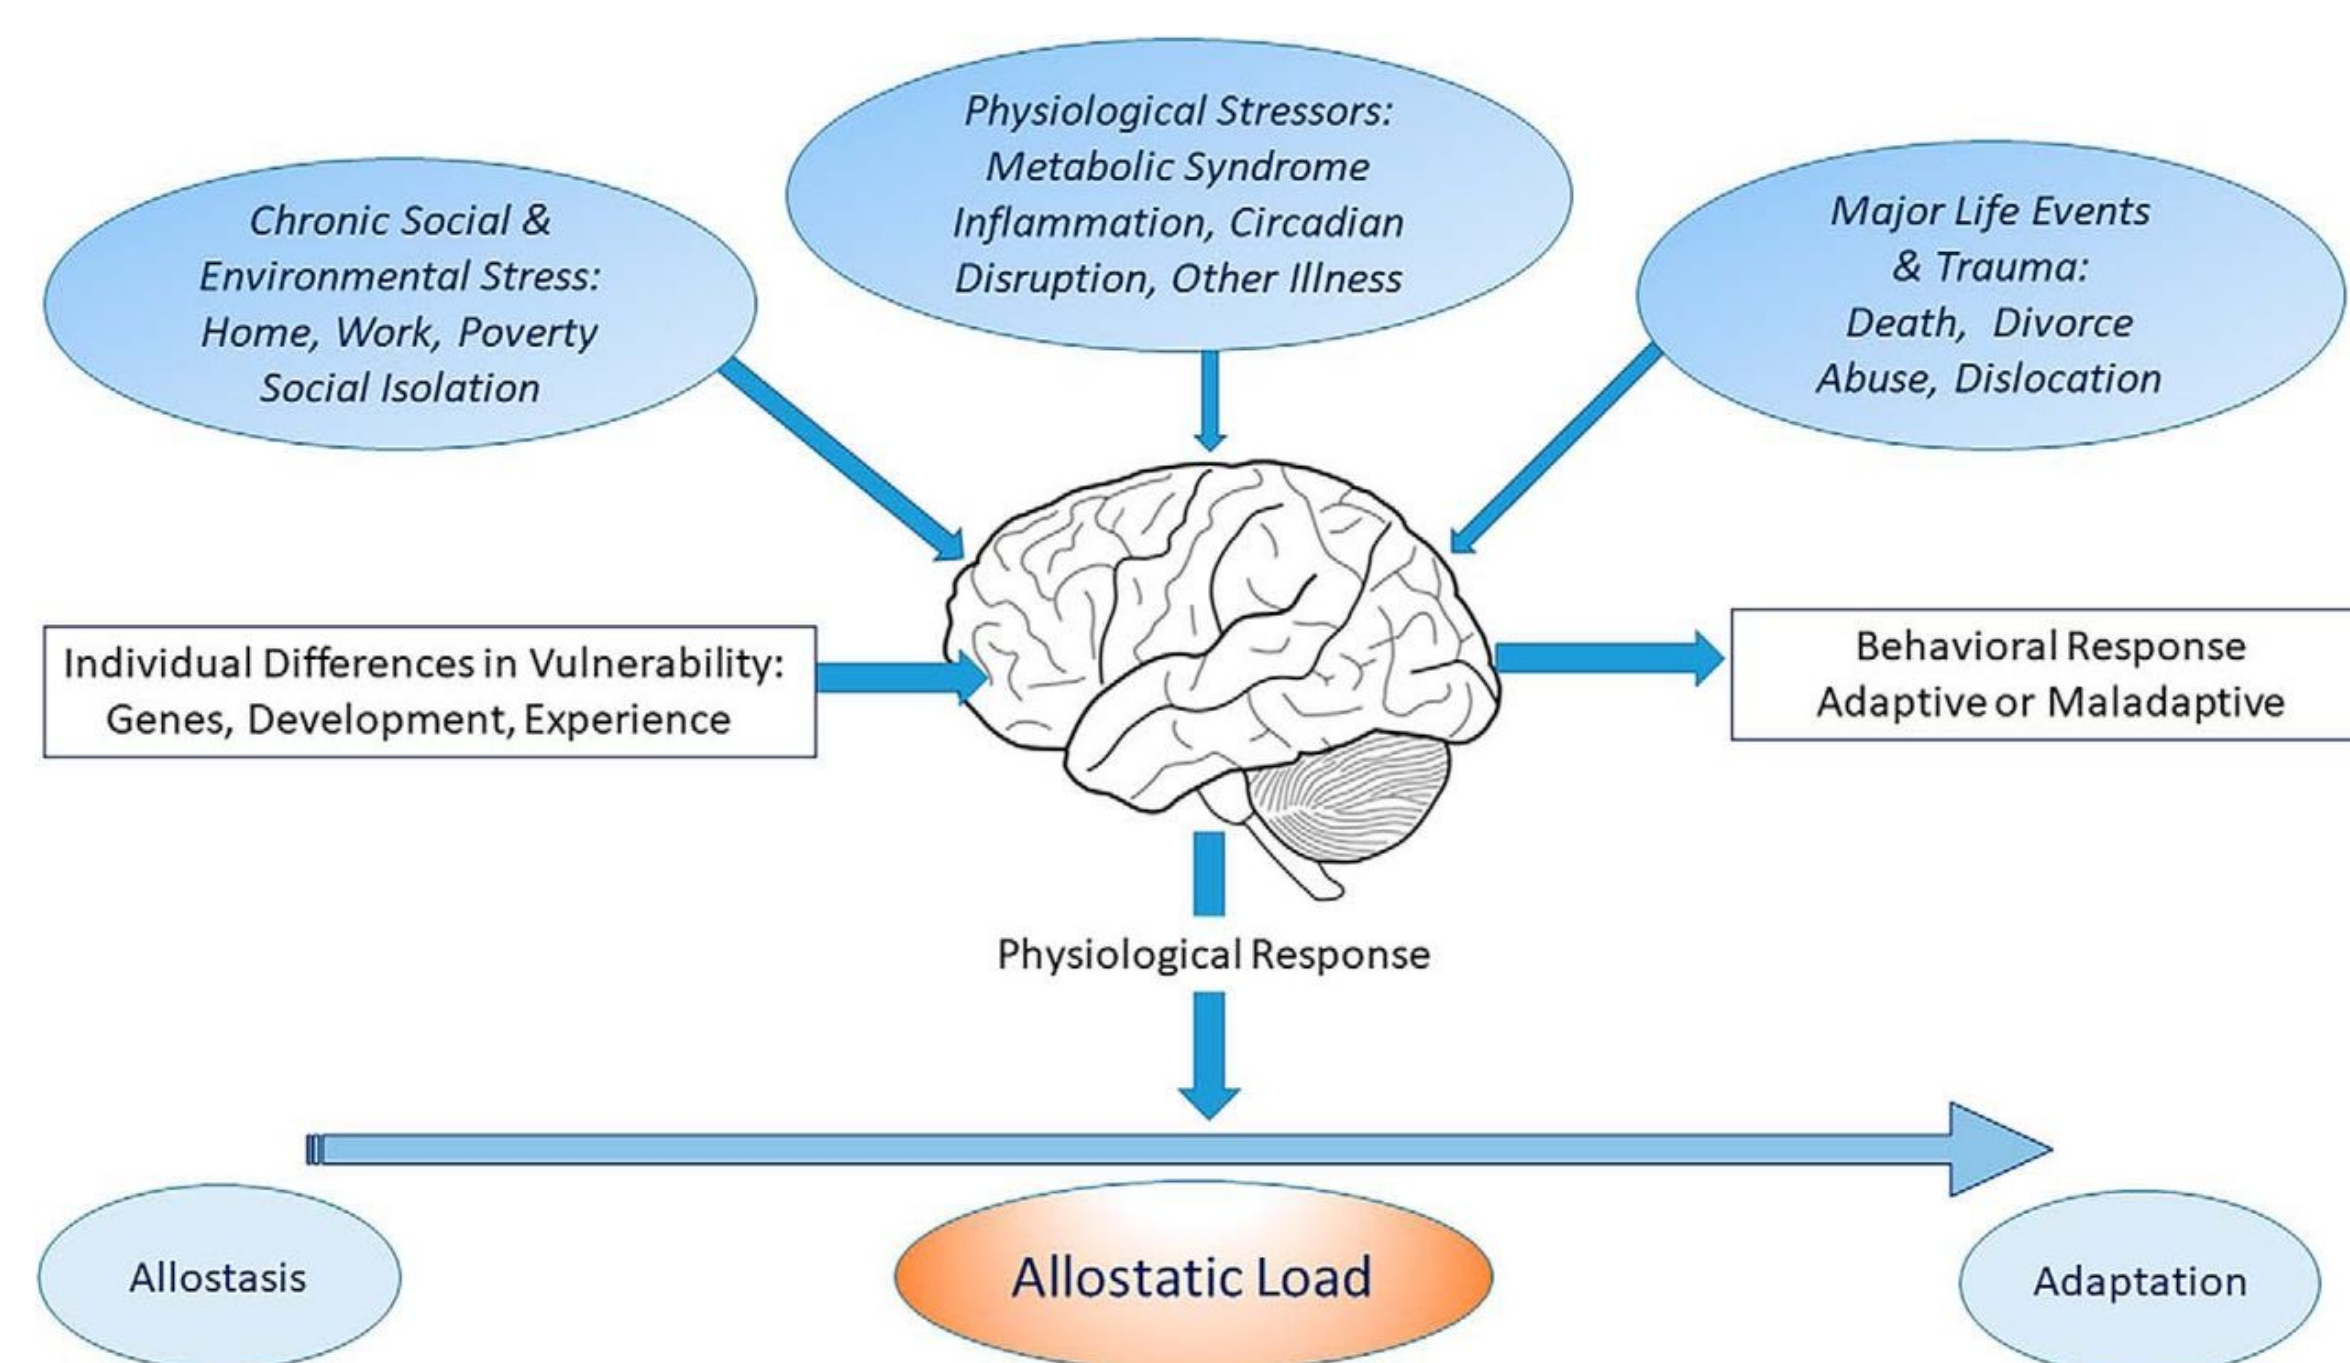 Physiological Stressors:
Metabolic Syndrome
Inflammation, Circadian
Disruption, Other Illness
Chronic Social &
Environmental Stress:
Home, Work, Poverty
Social Isolation
Major Life Events
& Trauma:
Death, Divorce
Abuse, Dislocation
Individual Differences in Vulnerability:
Genes, Development, Experience
Behavioral Response
Adaptive or Maladaptive
Physiological Response
Allostasis
Allostatic Load
Adaptation